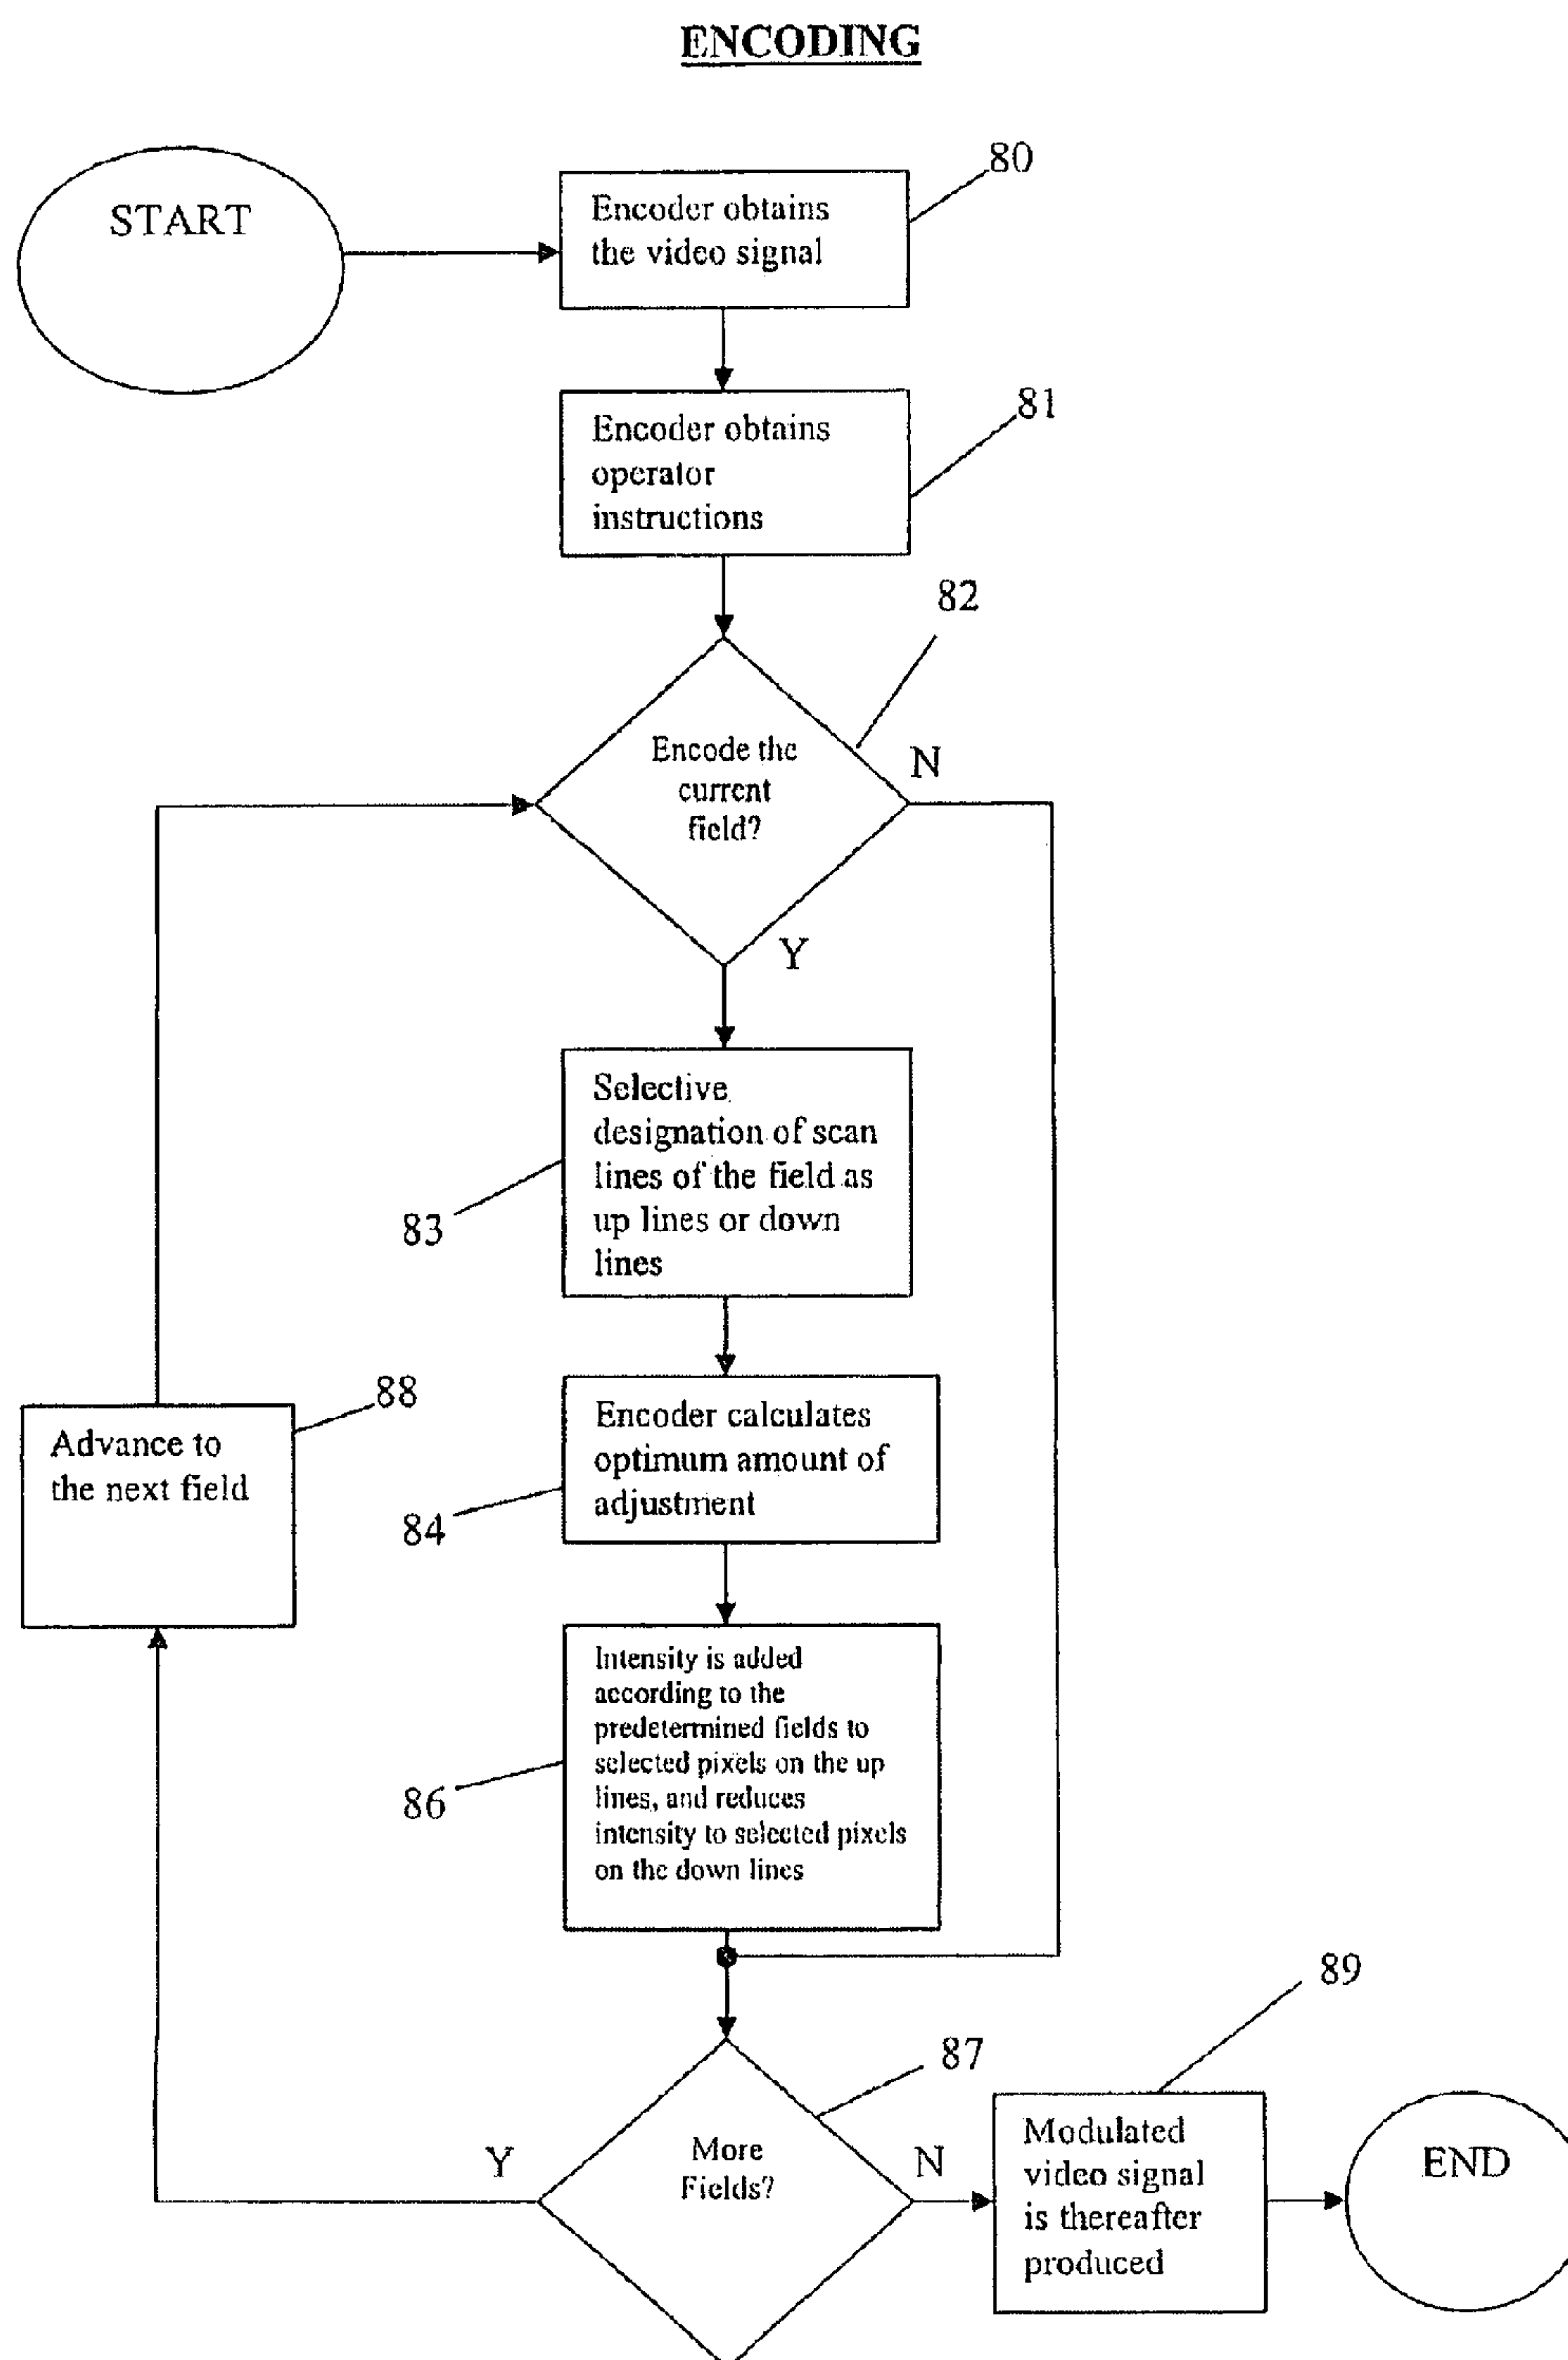 ENCODING
START
Encoder obtains
the video signal
80
Encoder obtains
operator
instructions
81
82
Encode the
current
field?
N
Y
Selective
designation of scan
lines of the field as
up lines or down
lines
83
Encoder calculates
optimum amount of
adjustment
84
88
Advance to
the next field
Intensity is added
according to the
predetermined fields to
selected pixels on the up
lines, and reduces
intensity to selected pixels
on the down lines
86
87
More
Fields?
Y
N
89
Modulated
video signal
is thereafter
produced
END